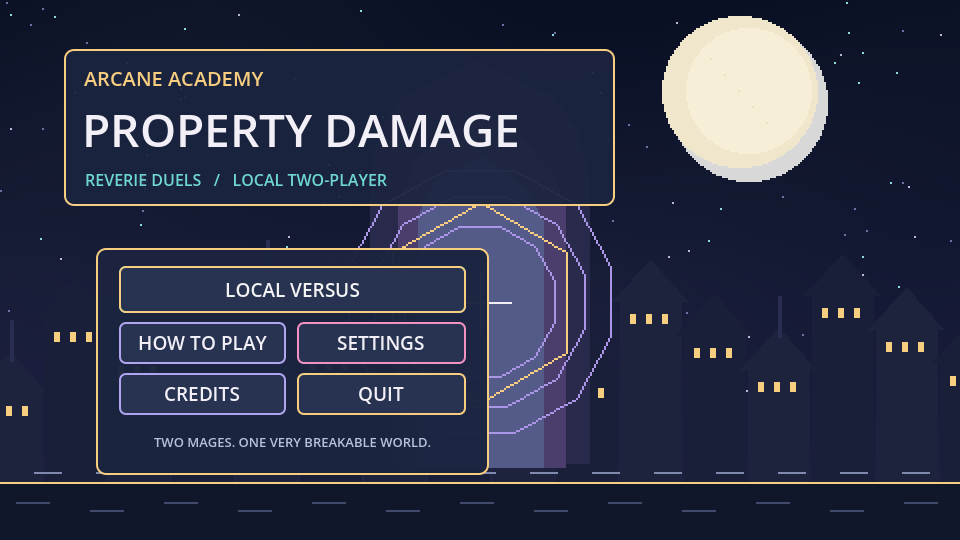 ARCANE ACADEMY
PROPERTY DAMAGE
REVERIE DUELS / LOCAL TWO-PLAYER
LOCAL VERSUS
HOW TO PLAY
SETTINGS
CREDITS
QUIT
TWO MAGES. ONE VERY BREAKABLE WORLD.